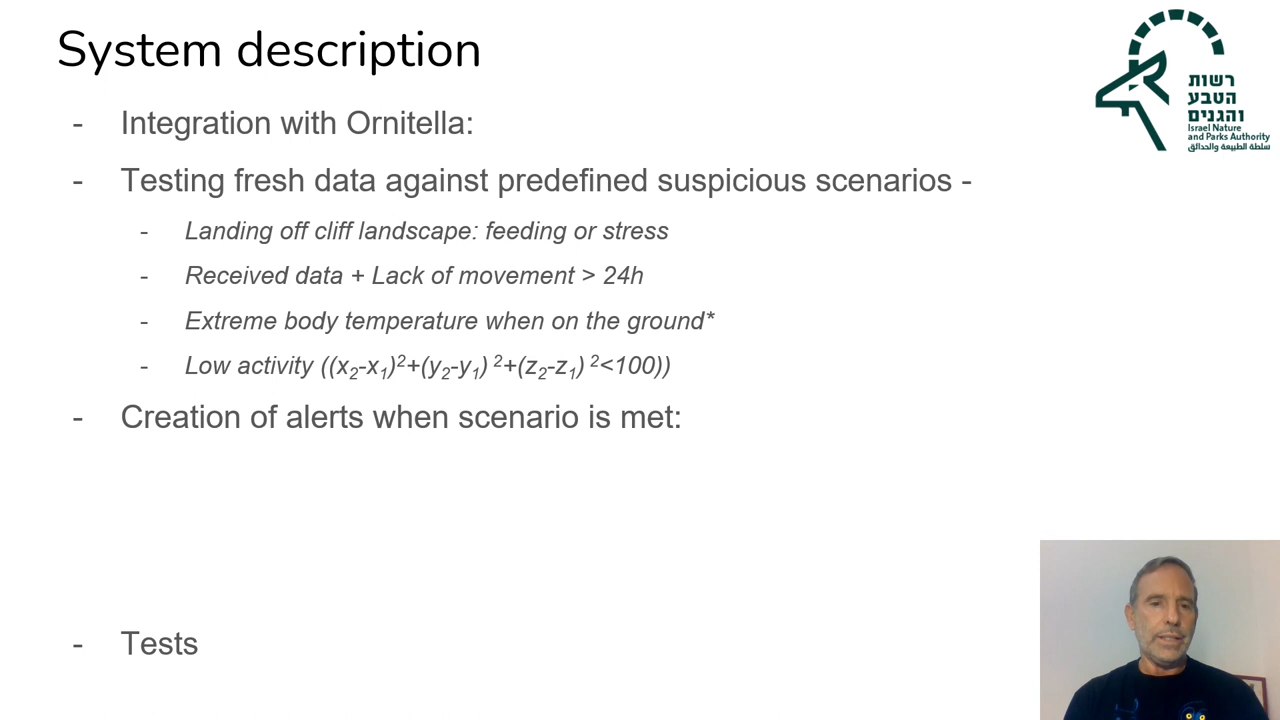 System description
- Integration with Ornitella:
- Testing fresh data against predefined suspicious scenarios -
- Landing off cliff landscape: feeding or stress
- Received data + Lack of movement > 24h
- Extreme body temperature when on the ground*
- Low activity ((x₂-x₁)²+(y₂-y₁) ²+(z₂-z₁) ²<100))
- Creation of alerts when scenario is met:
- Tests
רשות
הטבע
והגנים
Israel Nature
and Parks Authority
سلطة الطبيعة والحدائق